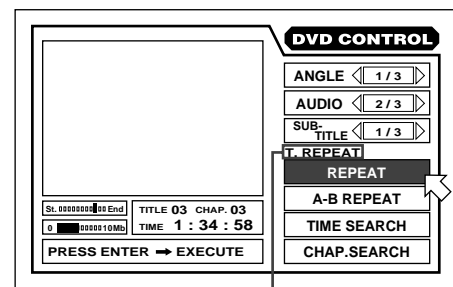 DVD CONTROL
ANGLE 1 / 3
AUDIO 2 / 3
SUB-TITLE 1 / 3
T. REPEAT
REPEAT
A-B REPEAT
TIME SEARCH
CHAP.SEARCH
St. End
0 10Mb
TITLE 03 CHAP. 03
TIME 1 : 34 : 58
PRESS ENTER ➞ EXECUTE